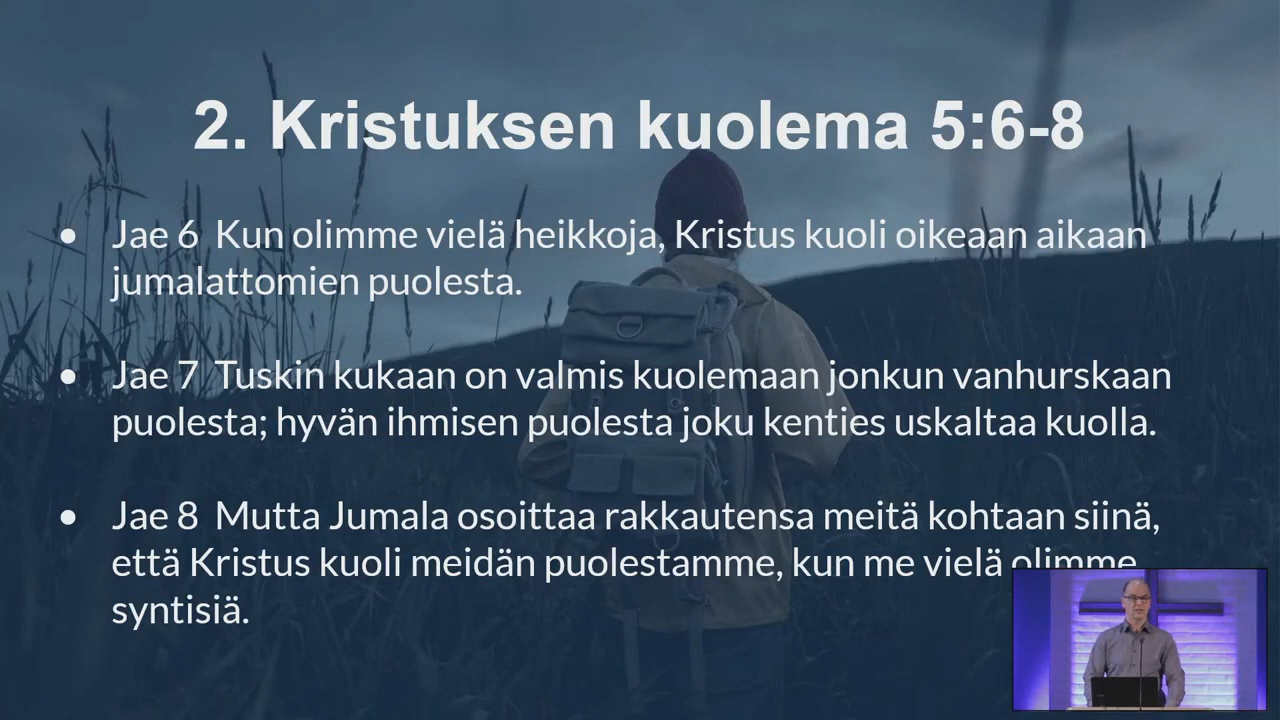 2. Kristuksen kuolema 5:6-8
• Jae 6 Kun olimme vielä heikkoja, Kristus kuoli oikeaan aikaan
jumalattomien puolesta.
• Jae 7 Tuskin kukaan on valmis kuolemaan jonkun vanhurskaan
puolesta; hyvän ihmisen puolesta joku kenties uskaltaa kuolla.
• Jae 8 Mutta Jumala osoittaa rakkautensa meitä kohtaan siinä,
että Kristus kuoli meidän puolestamme, kun me vielä olimme
syntisiä.